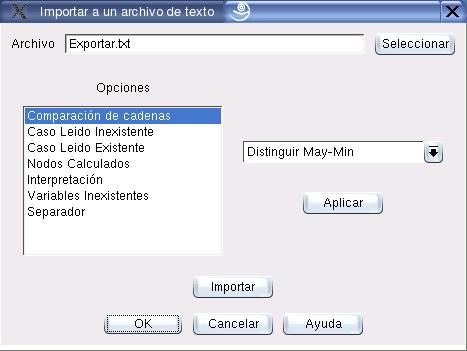 Importar a un archivo de texto
Archivo Exportar.txt Seleccionar
Opciones
Comparación de cadenas
Caso Leido Inexistente
Caso Leido Existente
Nodos Calculados
Interpretación
Variables Inexistentes
Separador
Distinguir May-Min
Aplicar
Importar
OK Cancelar Ayuda